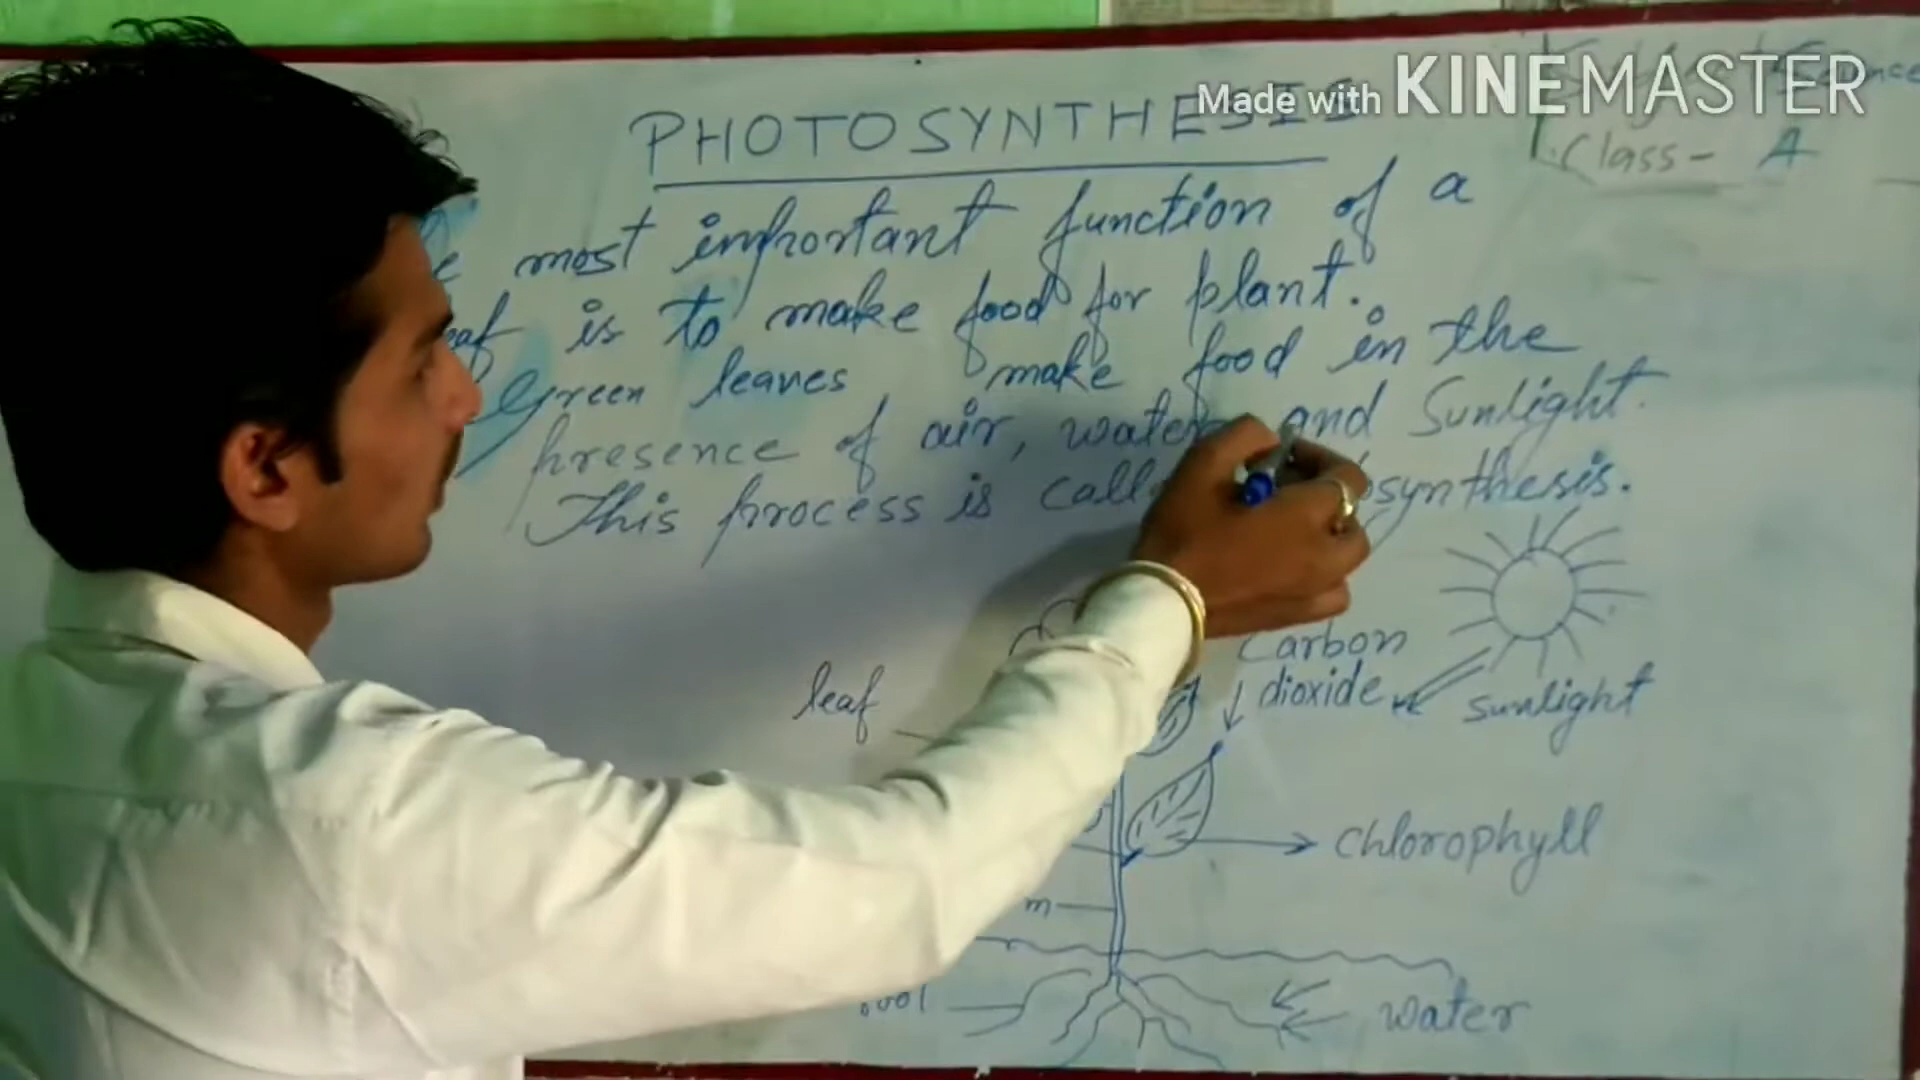 Made with KINEMASTER
Science
Class - A
PHOTOSYNTHESIS
most important function of a
is to make food for plant.
Green leaves make food in the
presence of air, water and Sunlight.
This process is
Carbon
dioxide
sunlight
leaf
chlorophyll
water